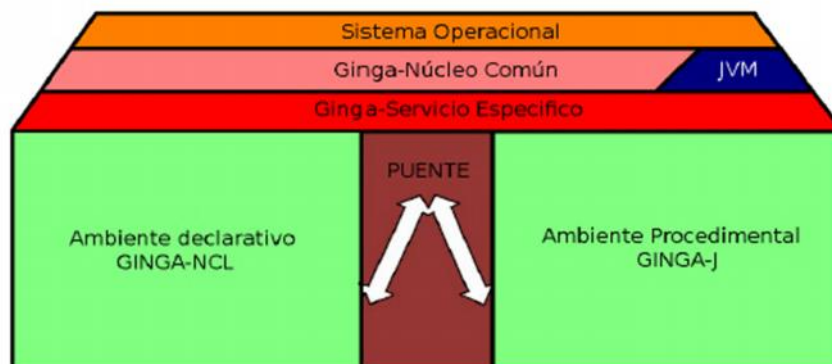 Sistema Operacional
Ginga-Núcleo Común
JVM
Ginga-Servicio Especifico
PUENTE
Ambiente declarativo
GINGA-NCL
Ambiente Procedimental
GINGA-J